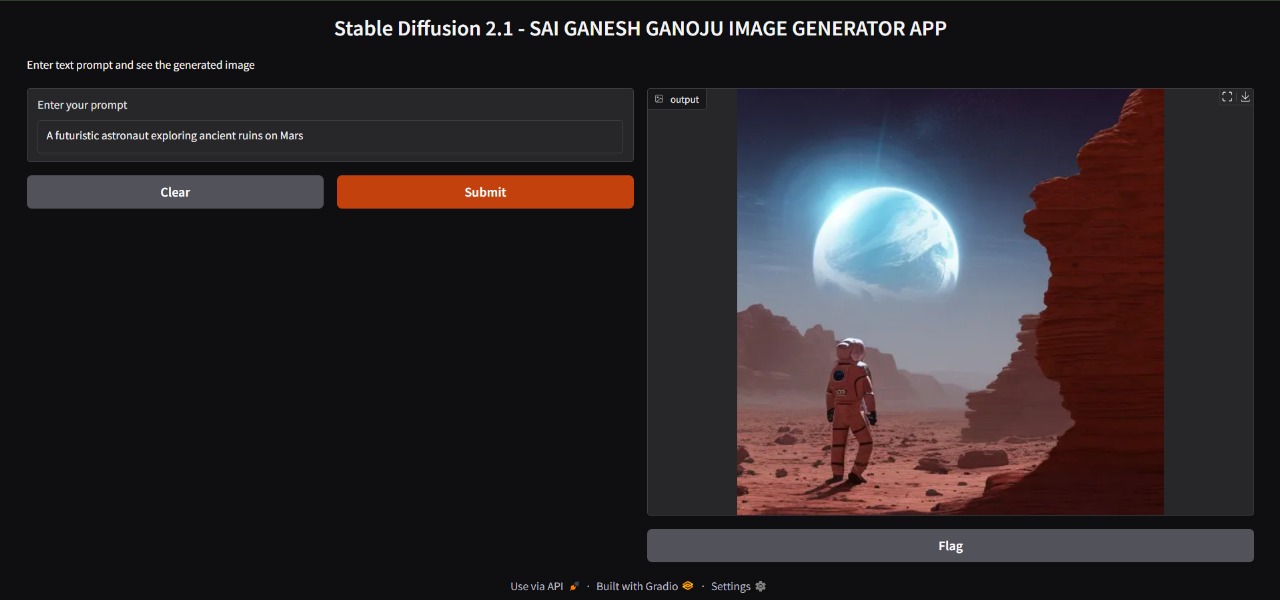 Stable Diffusion 2.1 - SAI GANESH GANOJU IMAGE GENERATOR APP
Enter text prompt and see the generated image
Enter your prompt
A futuristic astronaut exploring ancient ruins on Mars
Clear
Submit
output
Flag
Use via API · Built with Gradio · Settings